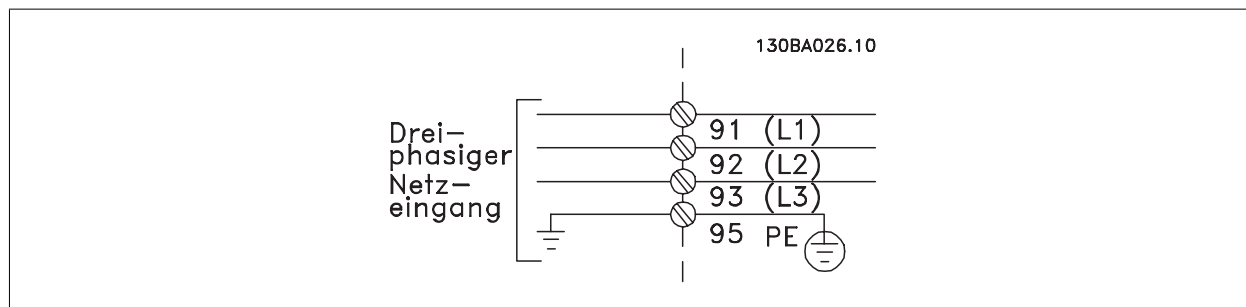 130BA026.10
Drei-
phasiger
Netz-
eingang
91 (L1)
92 (L2)
93 (L3)
95 PE